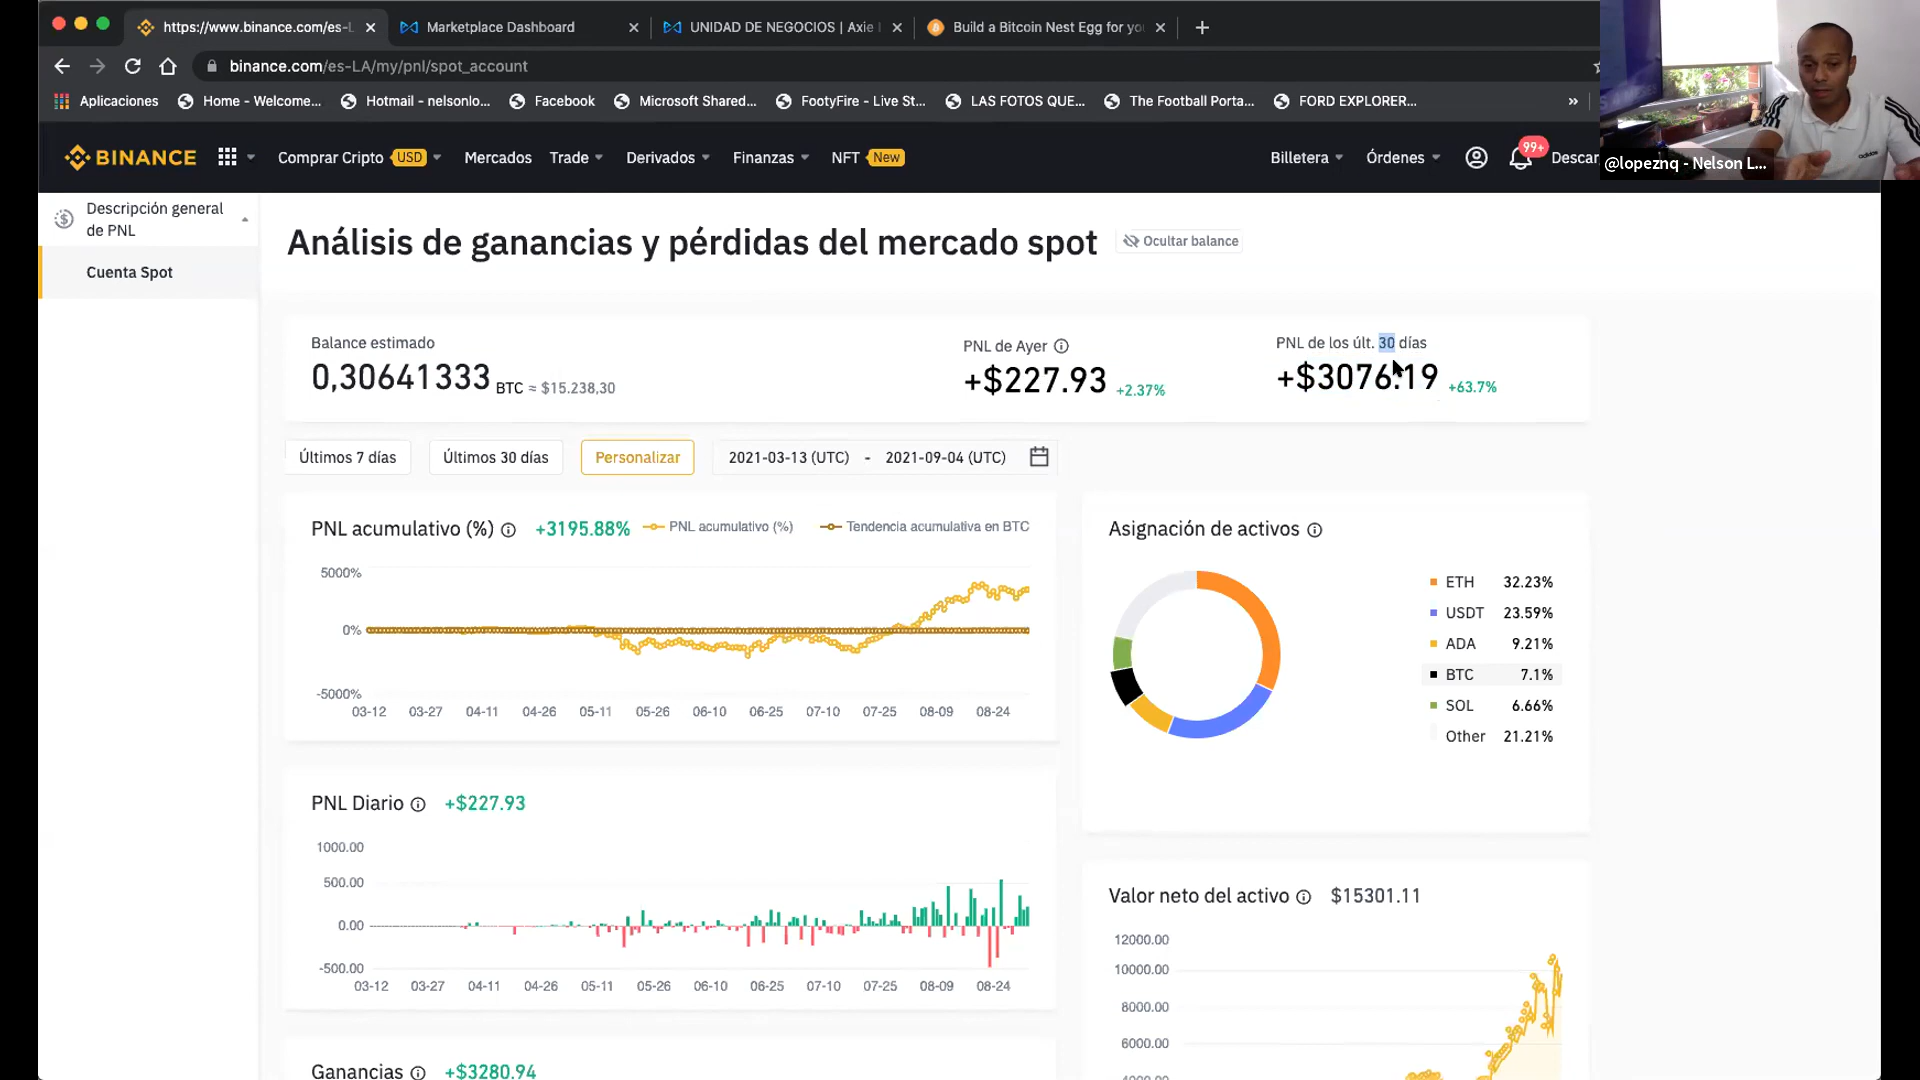 https://www.binance.com/es-L
Marketplace Dashboard
UNIDAD DE NEGOCIOS | Axie I
Build a Bitcoin Nest Egg for yo
binance.com/es-LA/my/pnl/spot_account
Aplicaciones
Home - Welcome...
Hotmail - nelsonlo...
Facebook
Microsoft Shared...
FootyFire - Live St...
LAS FOTOS QUE...
The Football Porta...
FORD EXPLORER...
»
BINANCE
Comprar Cripto USD
Mercados
Trade
Derivados
Finanzas
NFT New
Billetera
Órdenes
99+
Descar
@lopeznq - Nelson L...
adidas
Descripción general
de PNL
Cuenta Spot
Análisis de ganancias y pérdidas del mercado spot
Ocultar balance
Balance estimado
0,30641333 BTC ≈ $15.238,30
PNL de Ayer
+$227.93 +2.37%
PNL de los últ. 30 días
+$3076.19 +63.7%
Últimos 7 días
Últimos 30 días
Personalizar
2021-03-13 (UTC) - 2021-09-04 (UTC)
PNL acumulativo (%) +3195.88%
PNL acumulativo (%)
Tendencia acumulativa en BTC
5000%
0%
-5000%
03-12 03-27 04-11 04-26 05-11 05-26 06-10 06-25 07-10 07-25 08-09 08-24
Asignación de activos
ETH 32.23%
USDT 23.59%
ADA 9.21%
BTC 7.1%
SOL 6.66%
Other 21.21%
PNL Diario +$227.93
1000.00
500.00
0.00
-500.00
03-12 03-27 04-11 04-26 05-11 05-26 06-10 06-25 07-10 07-25 08-09 08-24
Valor neto del activo $15301.11
12000.00
10000.00
8000.00
6000.00
4000.00
Ganancias +$3280.94